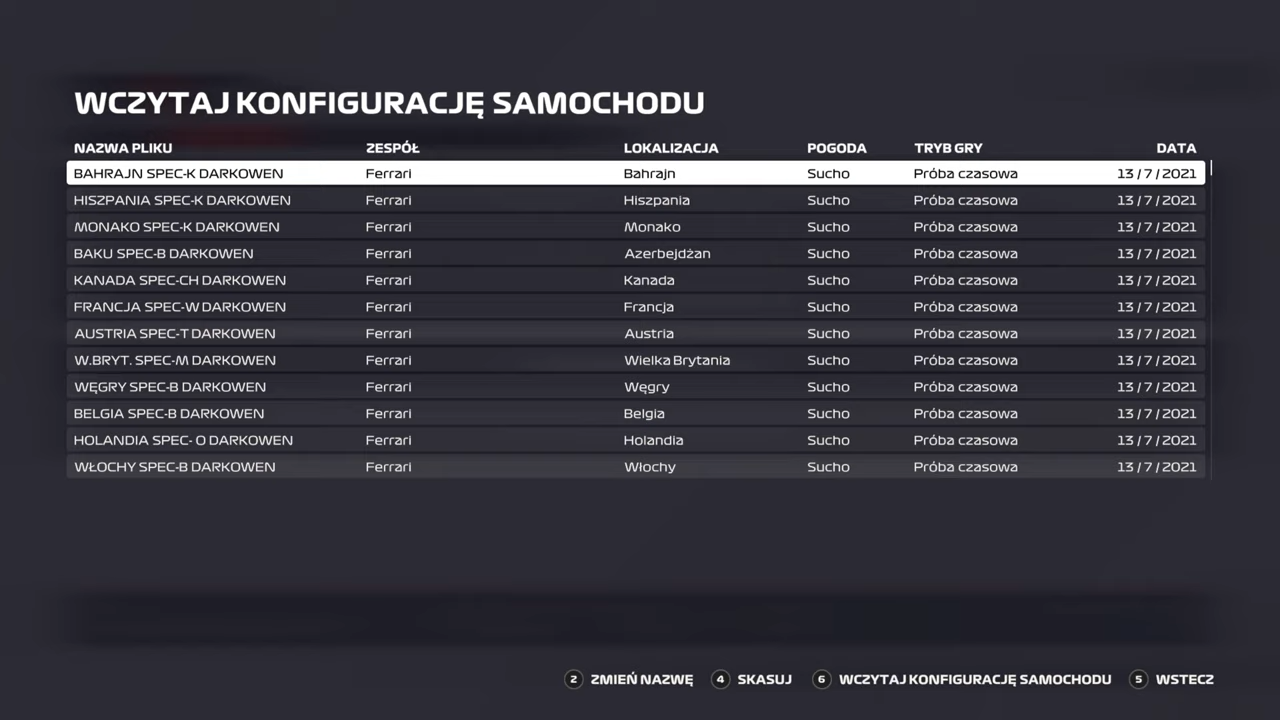 WCZYTAJ KONFIGURACJĘ SAMOCHODU
NAZWA PLIKU ZESPÓŁ LOKALIZACJA POGODA TRYB GRY DATA
BAHRAJN SPEC-K DARKOWEN Ferrari Bahrajn Sucho Próba czasowa 13 / 7 / 2021
HISZPANIA SPEC-K DARKOWEN Ferrari Hiszpania Sucho Próba czasowa 13 / 7 / 2021
MONAKO SPEC-K DARKOWEN Ferrari Monako Sucho Próba czasowa 13 / 7 / 2021
BAKU SPEC-B DARKOWEN Ferrari Azerbejdżan Sucho Próba czasowa 13 / 7 / 2021
KANADA SPEC-CH DARKOWEN Ferrari Kanada Sucho Próba czasowa 13 / 7 / 2021
FRANCJA SPEC-W DARKOWEN Ferrari Francja Sucho Próba czasowa 13 / 7 / 2021
AUSTRIA SPEC-T DARKOWEN Ferrari Austria Sucho Próba czasowa 13 / 7 / 2021
W.BRYT. SPEC-M DARKOWEN Ferrari Wielka Brytania Sucho Próba czasowa 13 / 7 / 2021
WĘGRY SPEC-B DARKOWEN Ferrari Węgry Sucho Próba czasowa 13 / 7 / 2021
BELGIA SPEC-B DARKOWEN Ferrari Belgia Sucho Próba czasowa 13 / 7 / 2021
HOLANDIA SPEC- O DARKOWEN Ferrari Holandia Sucho Próba czasowa 13 / 7 / 2021
WŁOCHY SPEC-B DARKOWEN Ferrari Włochy Sucho Próba czasowa 13 / 7 / 2021
2 ZMIEŃ NAZWĘ 4 SKASUJ 6 WCZYTAJ KONFIGURACJĘ SAMOCHODU 5 WSTECZ